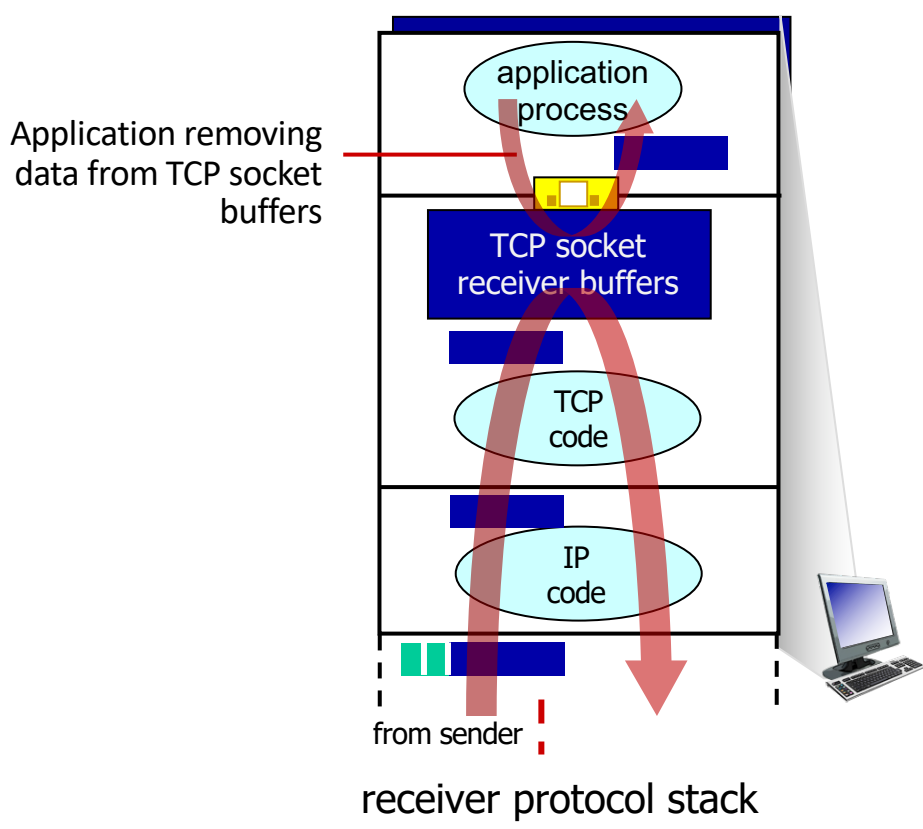 application
process
Application removing
data from TCP socket
buffers
TCP socket
receiver buffers
TCP
code
IP
code
from sender
receiver protocol stack